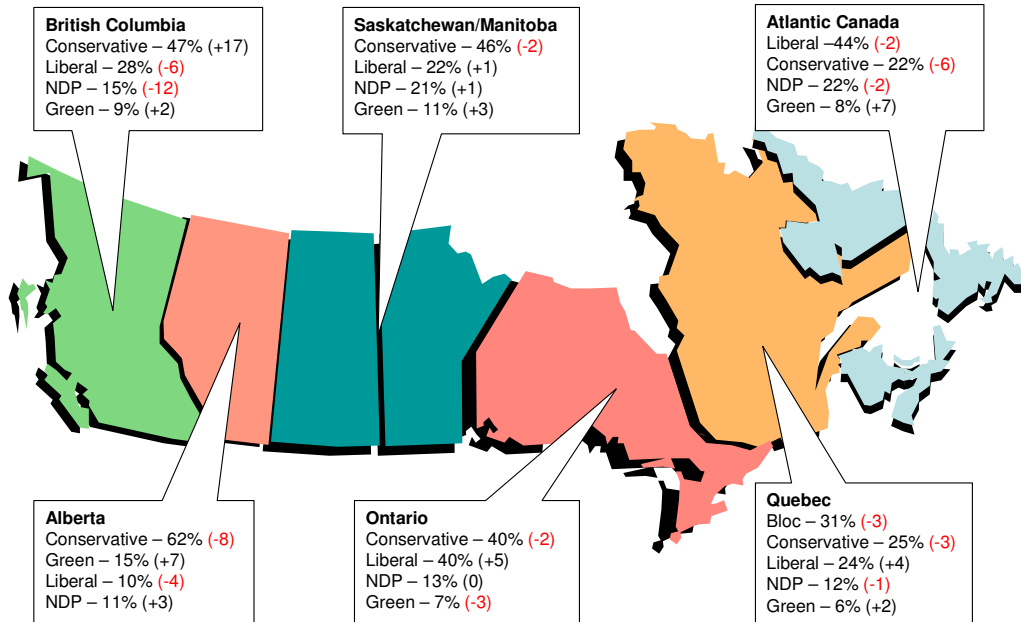 British Columbia
Conservative – 47% (+17)
Liberal – 28% (-6)
NDP – 15% (-12)
Green – 9% (+2)
Saskatchewan/Manitoba
Conservative – 46% (-2)
Liberal – 22% (+1)
NDP – 21% (+1)
Green – 11% (+3)
Atlantic Canada
Liberal –44% (-2)
Conservative – 22% (-6)
NDP – 22% (-2)
Green – 8% (+7)
Alberta
Conservative – 62% (-8)
Green – 15% (+7)
Liberal – 10% (-4)
NDP – 11% (+3)
Ontario
Conservative – 40% (-2)
Liberal – 40% (+5)
NDP – 13% (0)
Green – 7% (-3)
Quebec
Bloc – 31% (-3)
Conservative – 25% (-3)
Liberal – 24% (+4)
NDP – 12% (-1)
Green – 6% (+2)